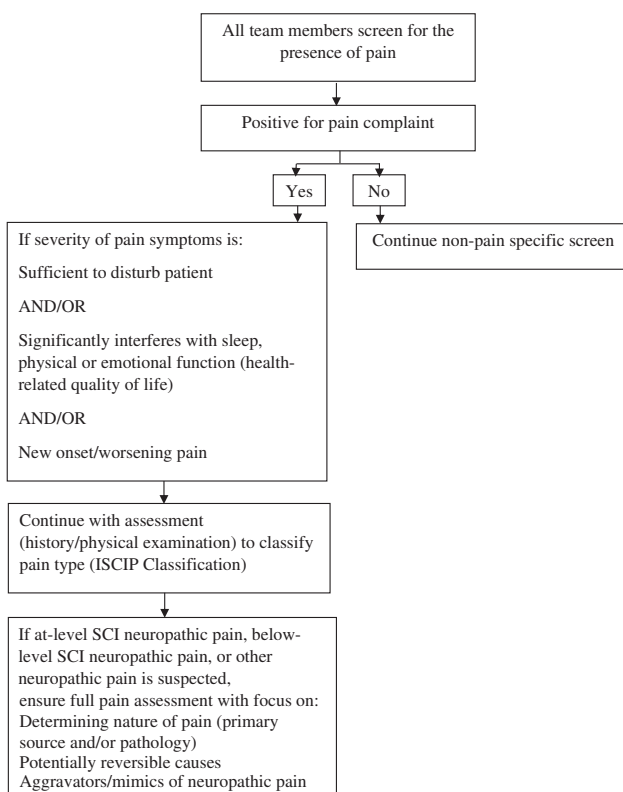 All team members screen for the
presence of pain
Positive for pain complaint
Yes
No
If severity of pain symptoms is:
Sufficient to disturb patient
AND/OR
Significantly interferes with sleep,
physical or emotional function (health-
related quality of life)
AND/OR
New onset/worsening pain
Continue non-pain specific screen
Continue with assessment
(history/physical examination) to classify
pain type (ISCIP Classification)
If at-level SCI neuropathic pain, below-
level SCI neuropathic pain, or other
neuropathic pain is suspected,
ensure full pain assessment with focus on:
Determining nature of pain (primary
source and/or pathology)
Potentially reversible causes
Aggravators/mimics of neuropathic pain